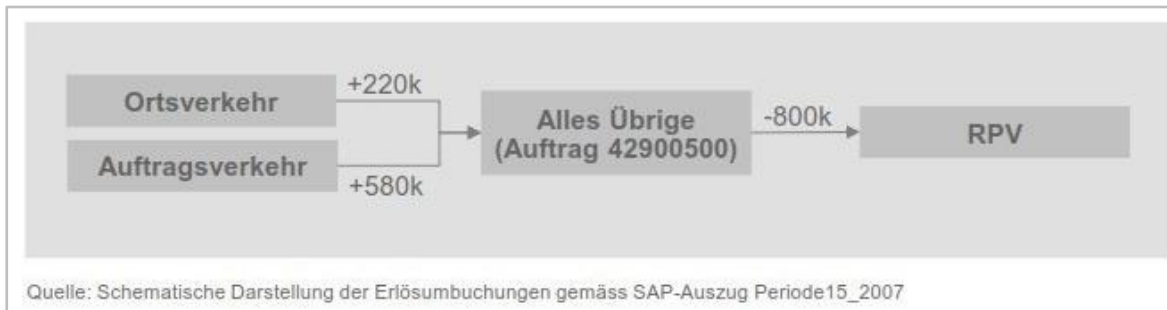 Ortsverkehr
+220k
Auftragsverkehr
+580k
Alles Übrige
(Auftrag 42900500)
-800k
RPV
Quelle: Schematische Darstellung der Erlösumbuchungen gemäss SAP-Auszug Periode15_2007